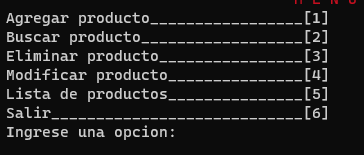 MENU
Agregar producto_________________[1]
Buscar producto__________________[2]
Eliminar producto________________[3]
Modificar producto_______________[4]
Lista de productos_______________[5]
Salir____________________________[6]
Ingrese una opcion: